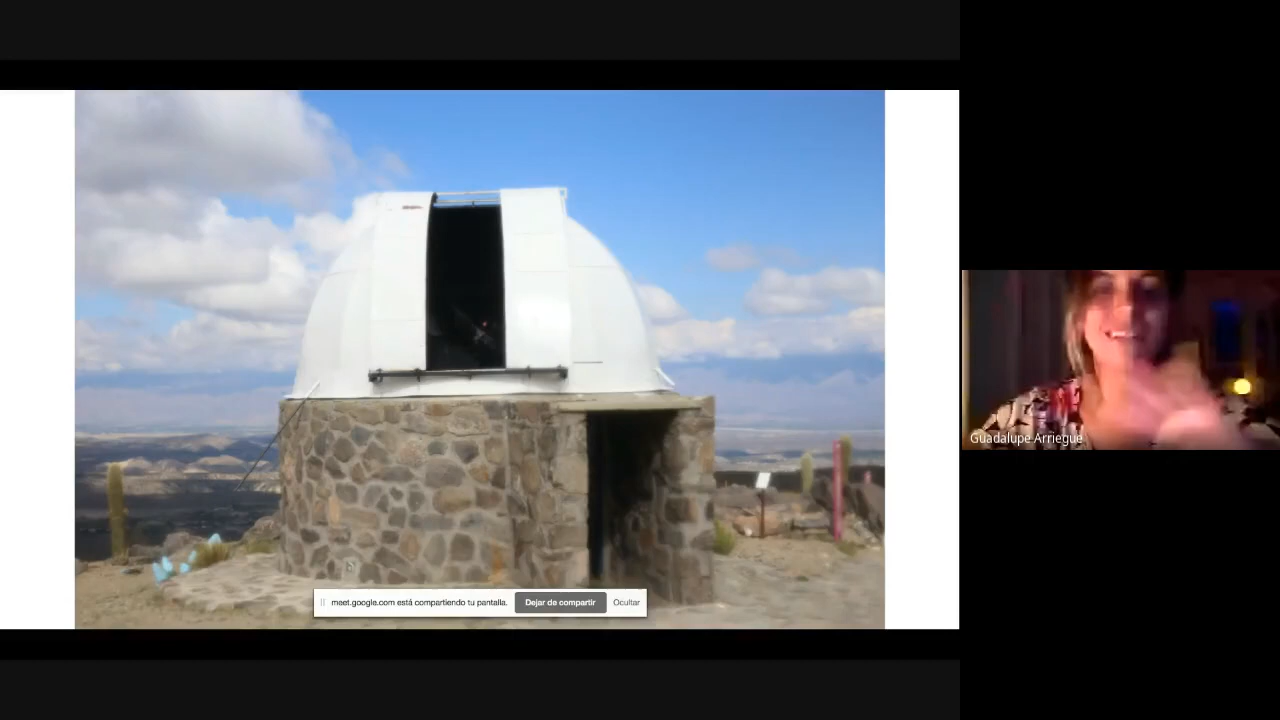 meet.google.com está compartiendo tu pantalla.
Dejar de compartir
Ocultar
Guadalupe Arriegue